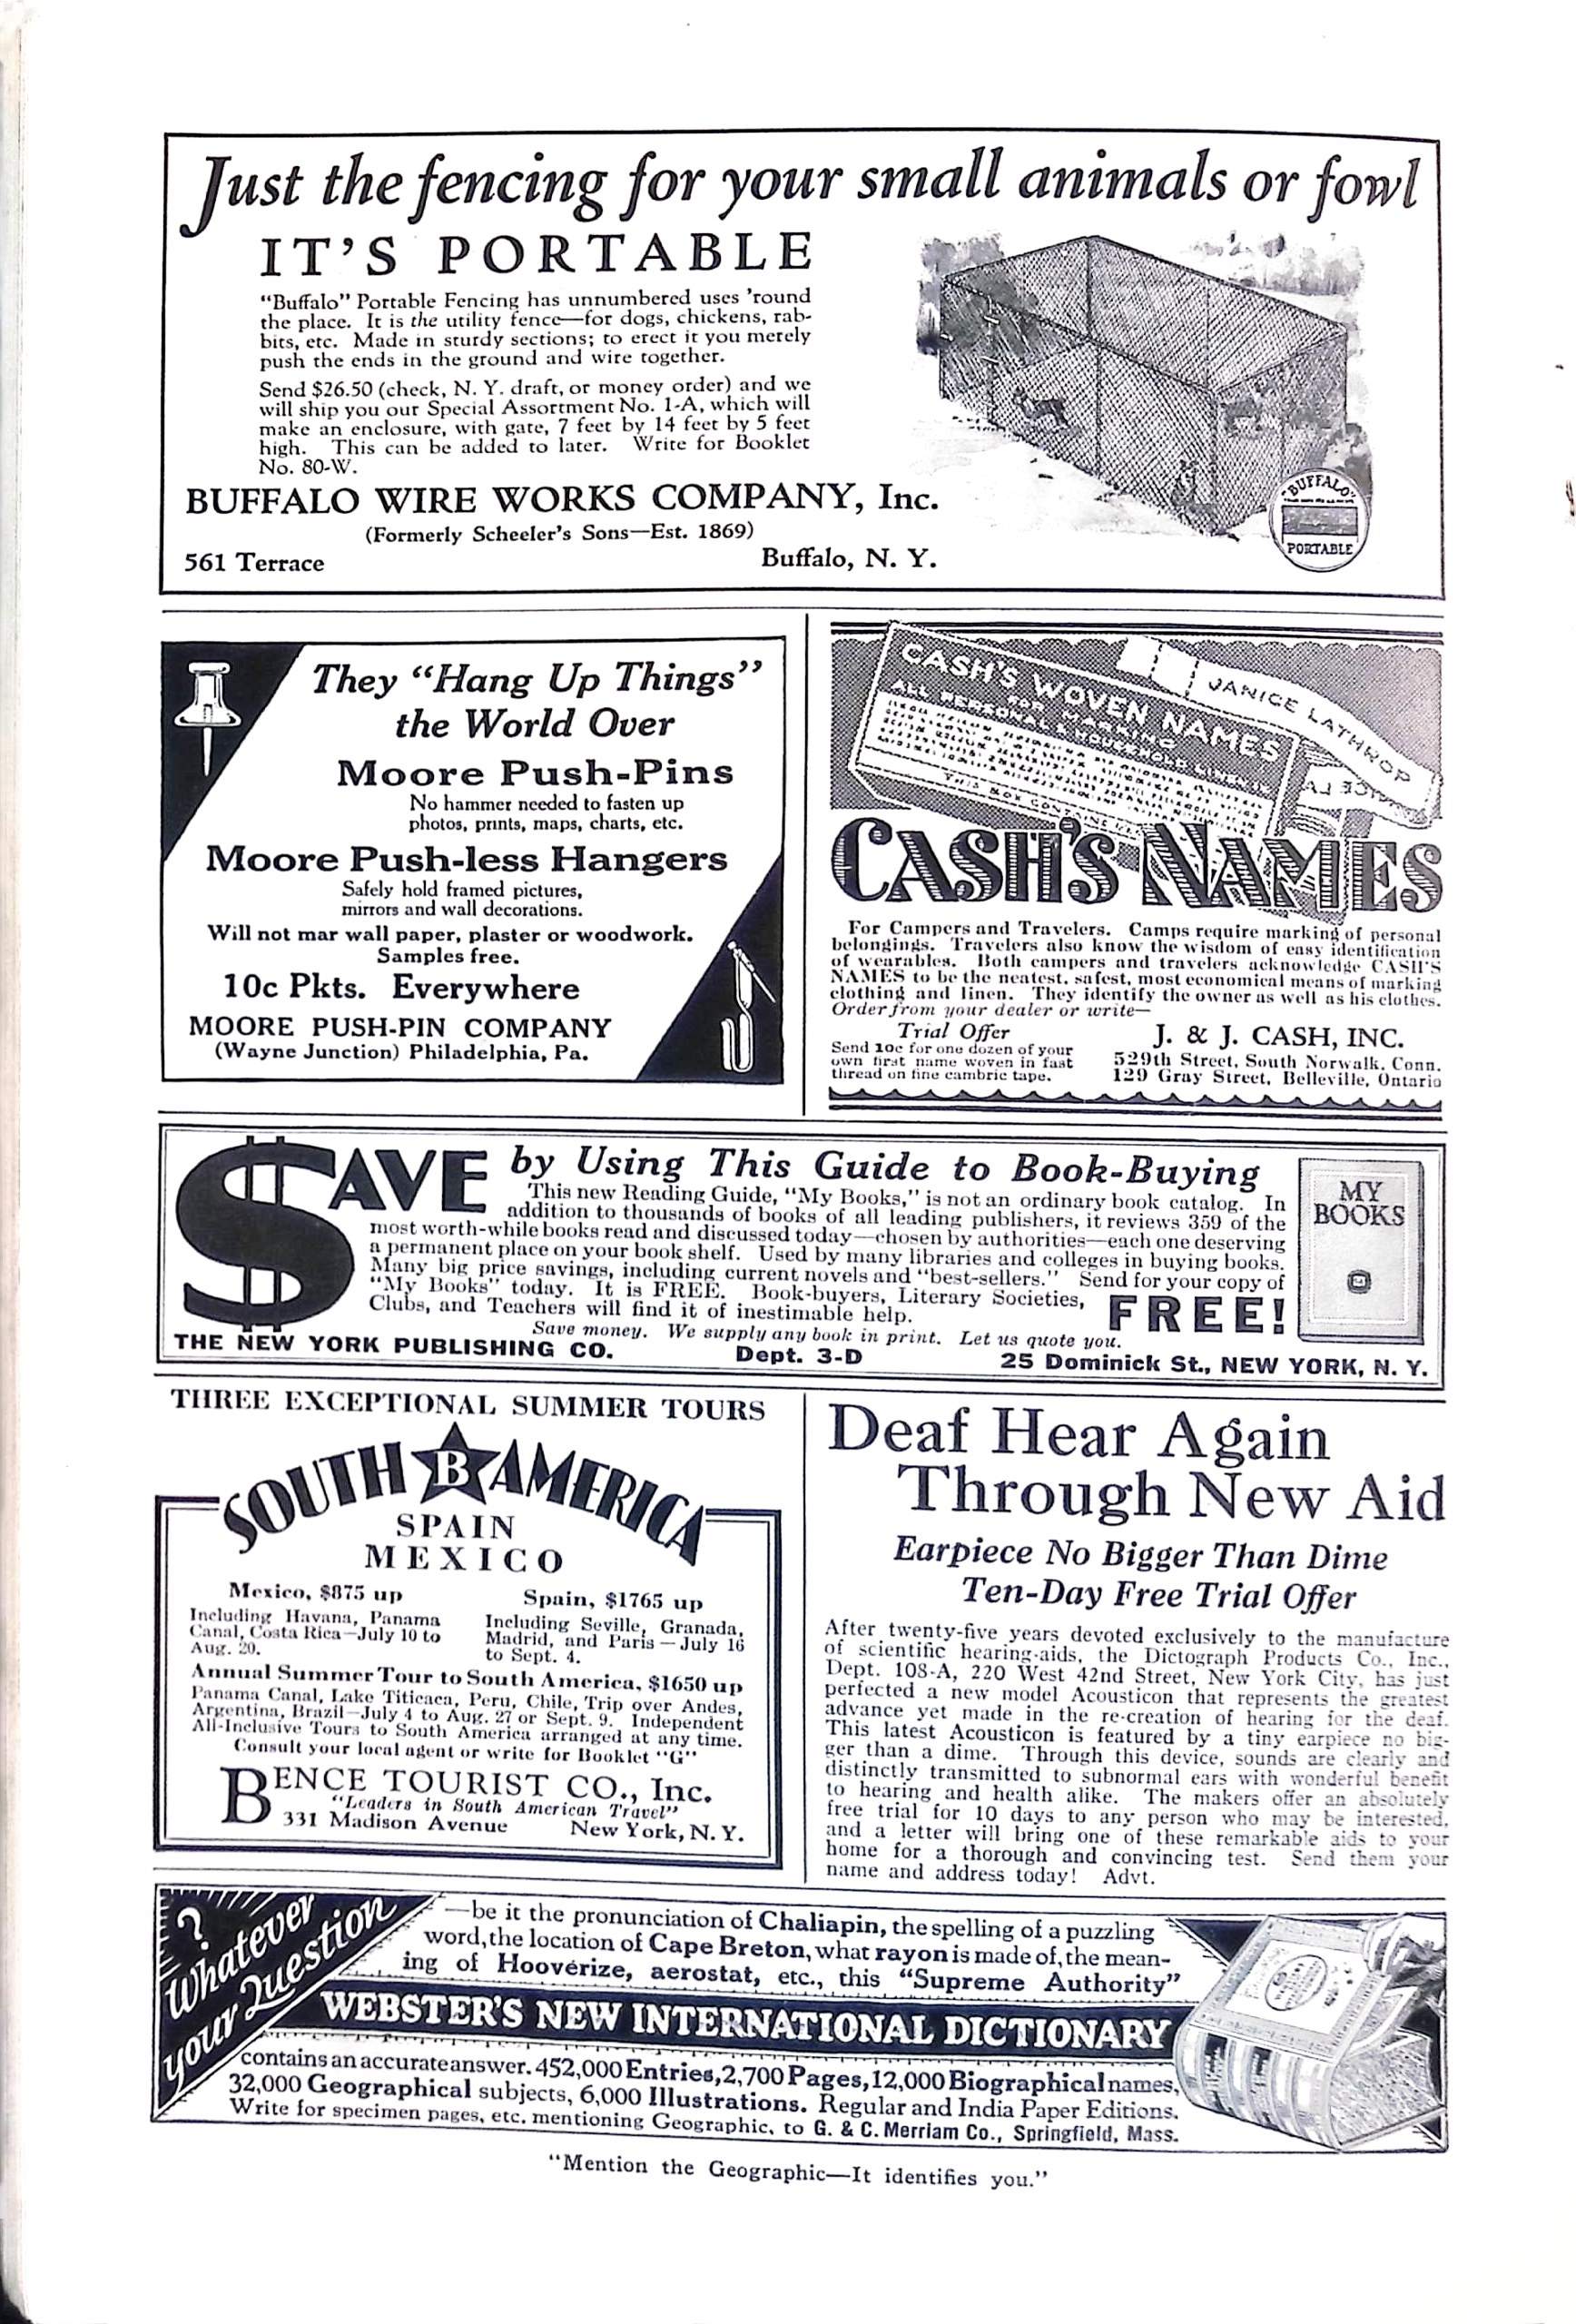 Just the fencing for your small animals or fowl
IT'S PORTABLE
"Buffalo" Portable Fencing has unnumbered uses 'round
the place. It is the utility fence—for dogs, chickens, rab-
bits, etc. Made in sturdy sections; to erect it you merely
push the ends in the ground and wire together.
Send $26.50 (check, N. Y. draft, or money order) and we
will ship you our Special Assortment No. 1-A, which will
make an enclosure, with gate, 7 feet by 14 feet by 5 feet
high. This can be added to later. Write for Booklet
No. 80-W.
BUFFALO WIRE WORKS COMPANY, Inc.
(Formerly Scheeler's Sons—Est. 1869)
561 Terrace Buffalo, N. Y.
"BUFFALO"
PORTABLE
They "Hang Up Things"
the World Over
Moore Push-Pins
No hammer needed to fasten up
photos, prints, maps, charts, etc.
Moore Push-less Hangers
Safely hold framed pictures,
mirrors and wall decorations.
Will not mar wall paper, plaster or woodwork.
Samples free.
10c Pkts. Everywhere
MOORE PUSH-PIN COMPANY
(Wayne Junction) Philadelphia, Pa.
CASH'S WOVEN NAMES
FOR MARKING
ALL PERSONAL & HOUSEHOLD LINEN
THIS BOX CONTAINS
JANICE LATHROP
CASH'S NAMES
For Campers and Travelers. Camps require marking of personal
belongings. Travelers also know the wisdom of easy identification
of wearables. Both campers and travelers acknowledge CASH'S
NAMES to be the neatest, safest, most economical means of marking
clothing and linen. They identify the owner as well as his clothes.
Order from your dealer or write—
Trial Offer
Send 10c for one dozen of your
own first name woven in fast
thread on fine cambric tape.
J. & J. CASH, INC.
529th Street, South Norwalk, Conn.
129 Gray Street, Belleville, Ontario
$AVE by Using This Guide to Book-Buying
This new Reading Guide, "My Books," is not an ordinary book catalog. In
addition to thousands of books of all leading publishers, it reviews 359 of the
most worth-while books read and discussed today—chosen by authorities—each one deserving
a permanent place on your book shelf. Used by many libraries and colleges in buying books.
Many big price savings, including current novels and "best-sellers." Send for your copy of
"My Books" today. It is FREE. Book-buyers, Literary Societies,
Clubs, and Teachers will find it of inestimable help. FREE!
Save money. We supply any book in print. Let us quote you.
THE NEW YORK PUBLISHING CO. Dept. 3-D 25 Dominick St., NEW YORK, N. Y.
MY
BOOKS
THREE EXCEPTIONAL SUMMER TOURS
SOUTH B AMERICA
SPAIN
MEXICO
Mexico, $875 up
Including Havana, Panama
Canal, Costa Rica—July 10 to
Aug. 20.
Spain, $1765 up
Including Seville, Granada,
Madrid, and Paris—July 16
to Sept. 4.
Annual Summer Tour to South America, $1650 up
Panama Canal, Lake Titicaca, Peru, Chile, Trip over Andes,
Argentina, Brazil—July 4 to Aug. 27 or Sept. 9. Independent
All-Inclusive Tours to South America arranged at any time.
Consult your local agent or write for Booklet "G"
BENCE TOURIST CO., Inc.
"Leaders in South American Travel"
331 Madison Avenue New York, N. Y.
Deaf Hear Again
Through New Aid
Earpiece No Bigger Than Dime
Ten-Day Free Trial Offer
After twenty-five years devoted exclusively to the manufacture
of scientific hearing-aids, the Dictograph Products Co., Inc.,
Dept. 108-A, 220 West 42nd Street, New York City, has just
perfected a new model Acousticon that represents the greatest
advance yet made in the re-creation of hearing for the deaf.
This latest Acousticon is featured by a tiny earpiece no big-
ger than a dime. Through this device, sounds are clearly and
distinctly transmitted to subnormal ears with wonderful benefit
to hearing and health alike. The makers offer an absolutely
free trial for 10 days to any person who may be interested,
and a letter will bring one of these remarkable aids to your
home for a thorough and convincing test. Send them your
name and address today! Advt.
? Whatever
your Question
—be it the pronunciation of Chaliapin, the spelling of a puzzling
word, the location of Cape Breton, what rayon is made of, the mean-
ing of Hooverize, aerostat, etc., this "Supreme Authority"
WEBSTER'S NEW INTERNATIONAL DICTIONARY
contains an accurate answer. 452,000 Entries, 2,700 Pages, 12,000 Biographical names,
32,000 Geographical subjects, 6,000 Illustrations. Regular and India Paper Editions.
Write for specimen pages, etc. mentioning Geographic, to G. & C. Merriam Co., Springfield, Mass.
"Mention the Geographic—It identifies you."